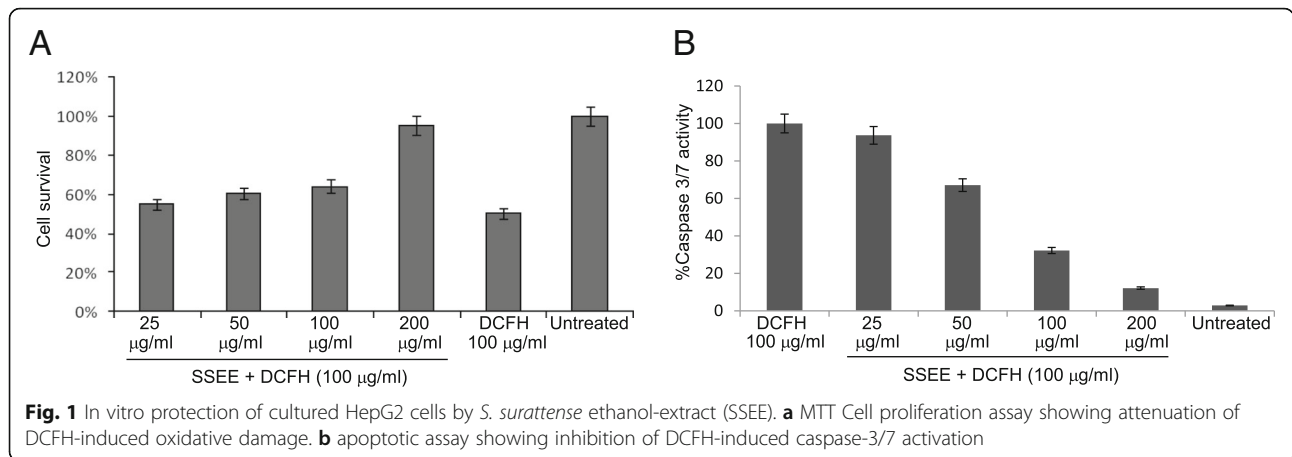 A
120%
100%
80%
60%
40%
20%
0%
Cell survival
25 μg/ml
50 μg/ml
100 μg/ml
200 μg/ml
DCFH 100 μg/ml
Untreated
SSEE + DCFH (100 μg/ml)
B
120
100
80
60
40
20
0
%Caspase 3/7 activity
DCFH 100 μg/ml
25 μg/ml
50 μg/ml
100 μg/ml
200 μg/ml
Untreated
SSEE + DCFH (100 μg/ml)
Fig. 1 In vitro protection of cultured HepG2 cells by S. surattense ethanol-extract (SSEE). a MTT Cell proliferation assay showing attenuation of
DCFH-induced oxidative damage. b apoptotic assay showing inhibition of DCFH-induced caspase-3/7 activation